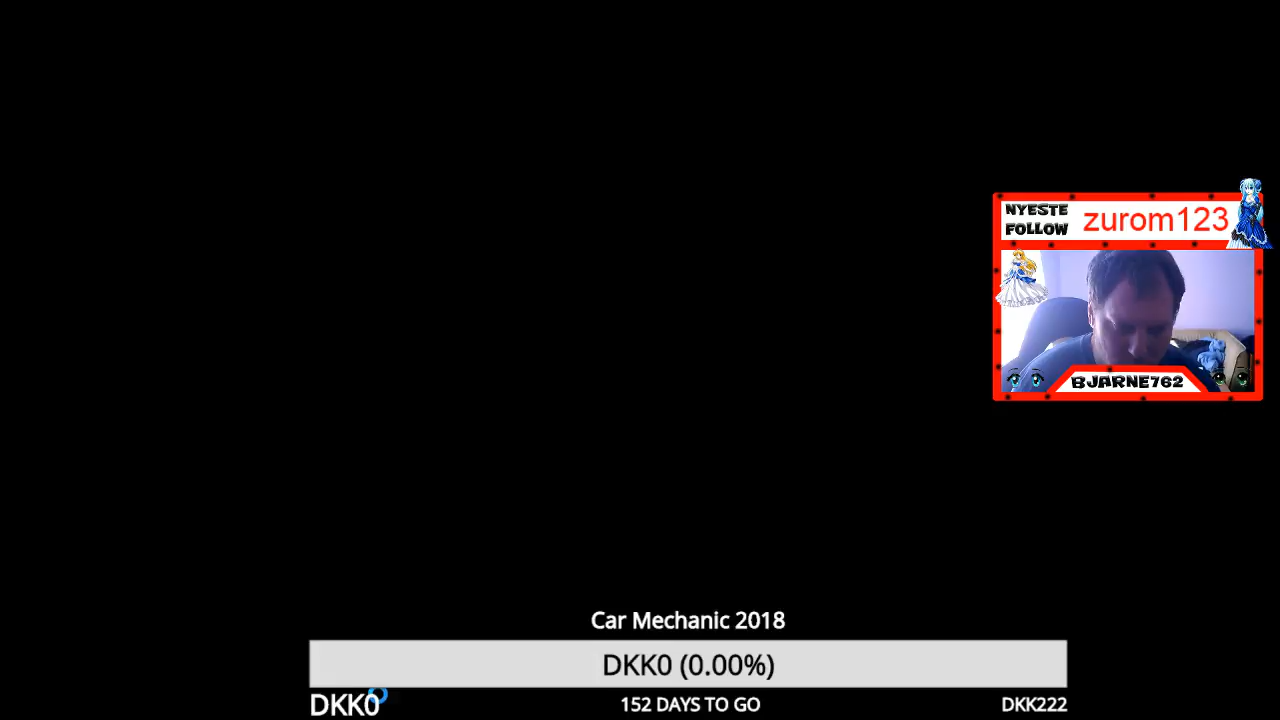 NYESTE
FOLLOW
zurom123
BJARNE762
Car Mechanic 2018
DKK0 (0.00%)
DKK0
152 DAYS TO GO
DKK222